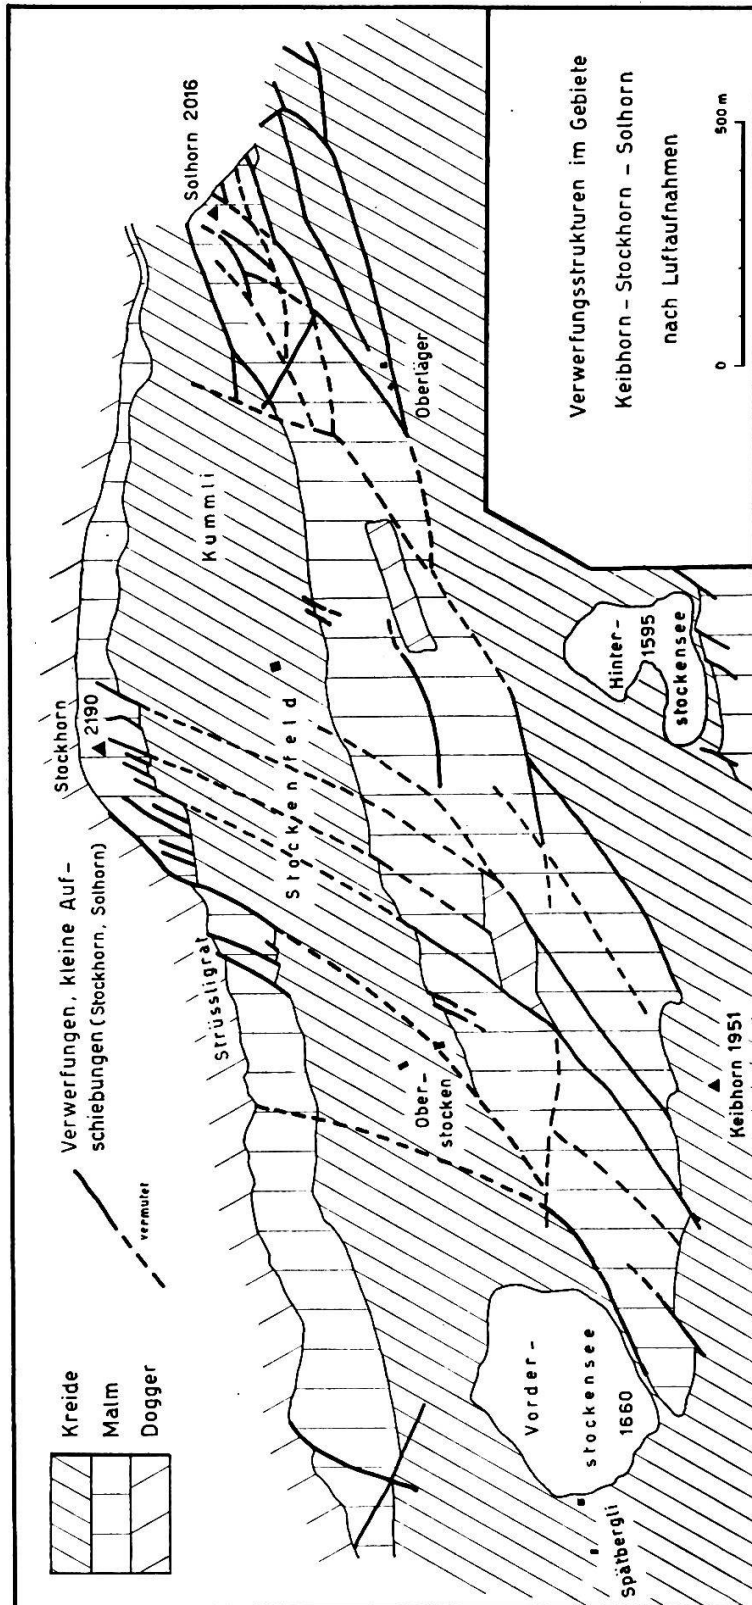 Kreide
Malm
Dogger
Verwerfungen, kleine Auf-
schiebungen (Stockhorn, Solhorn)
vermutet
Stockhorn
2190
Solhorn 2016
Strüssligrat
Kummli
Stockenfeld
Ober-
stocken
Oberläger
Vorder-
stockensee
1660
Spätbergli
Keibhorn 1951
Hinter-
1595
stockensee
Verwerfungsstrukturen im Gebiete
Keibhorn – Stockhorn – Solhorn
nach Luftaufnahmen
0 500 m